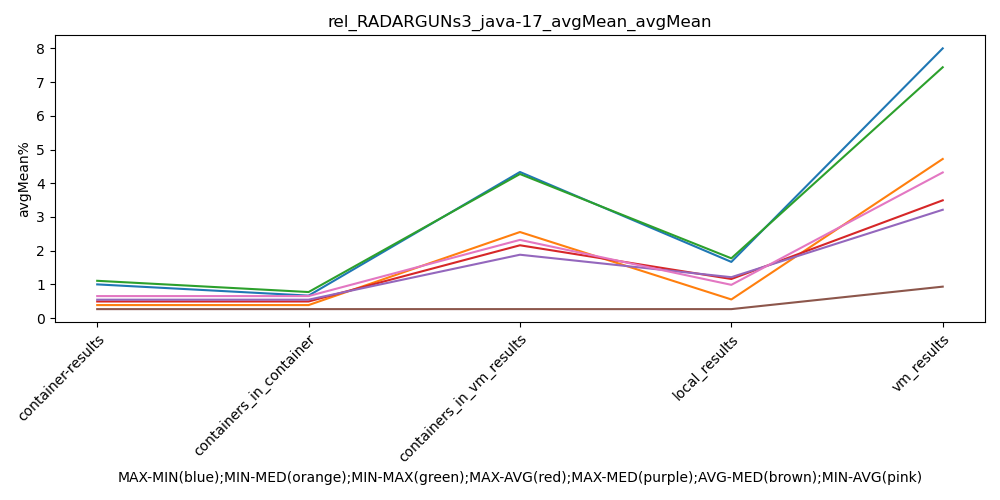 rel_RADARGUNs3_java-17_avgMean_avgMean
8
7
6
5
4
3
2
1
0
avgMean%
container-results
containers_in_container
containers_in_vm_results
local_results
vm_results
MAX-MIN(blue);MIN-MED(orange);MIN-MAX(green);MAX-AVG(red);MAX-MED(purple);AVG-MED(brown);MIN-AVG(pink)